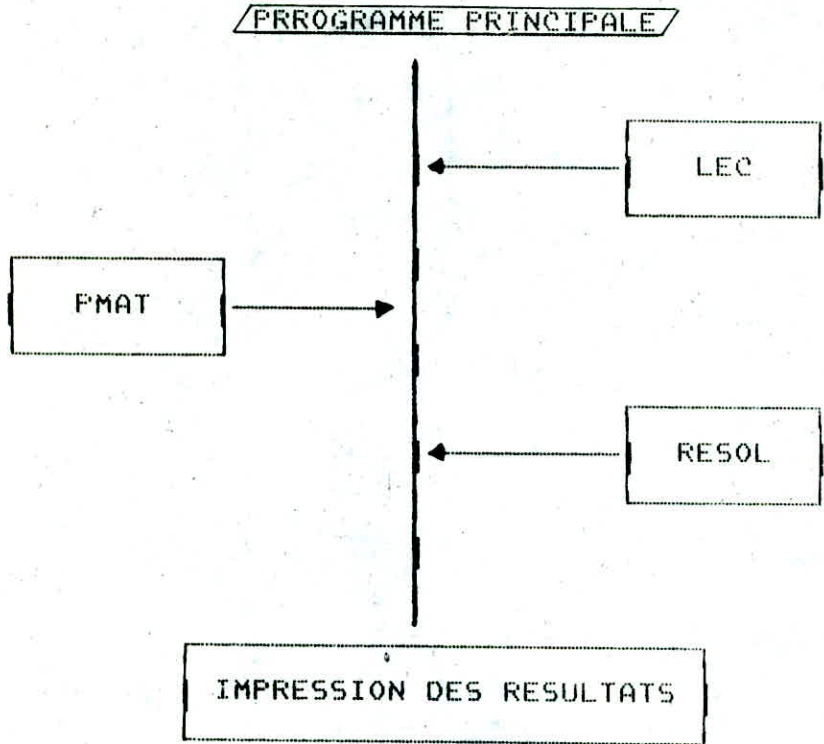 PRROGRAMME PRINCIPALE
LEC
PMAT
RESOL
IMPRESSION DES RESULTATS